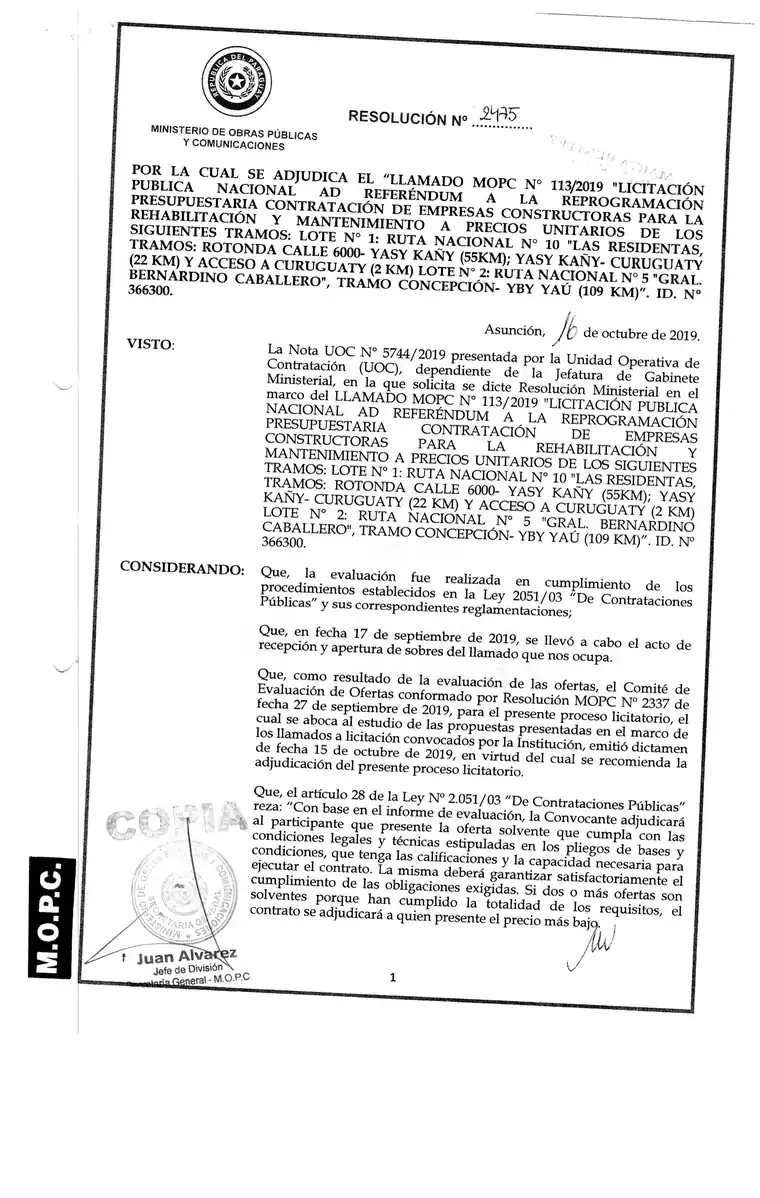 REPUBLICA DEL PARAGUAY
MINISTERIO DE OBRAS PÚBLICAS
Y COMUNICACIONES
RESOLUCIÓN Nº 2475
POR LA CUAL SE ADJUDICA EL "LLAMADO MOPC N° 113/2019 "LICITACIÓN
PUBLICA NACIONAL AD REFERÉNDUM A LA REPROGRAMACIÓN
PRESUPUESTARIA CONTRATACIÓN DE EMPRESAS CONSTRUCTORAS PARA LA
REHABILITACIÓN Y MANTENIMIENTO A PRECIOS UNITARIOS DE LOS
SIGUIENTES TRAMOS: LOTE N° 1: RUTA NACIONAL N° 10 "LAS RESIDENTAS,
TRAMOS: ROTONDA CALLE 6000- YASY KAÑY (55KM); YASY KAÑY- CURUGUATY
(22 KM) Y ACCESO A CURUGUATY (2 KM) LOTE N° 2: RUTA NACIONAL N° 5 "GRAL.
BERNARDINO CABALLERO", TRAMO CONCEPCIÓN- YBY YAÚ (109 KM)". ID. Nº
366300.
Asunción, 16 de octubre de 2019.
VISTO:
La Nota UOC N° 5744/2019 presentada por la Unidad Operativa de
Contratación (UOC), dependiente de la Jefatura de Gabinete
Ministerial, en la que solicita se dicte Resolución Ministerial en el
marco del LLAMADO MOPC N° 113/2019 "LICITACIÓN PUBLICA
NACIONAL AD REFERÉNDUM A LA REPROGRAMACIÓN
PRESUPUESTARIA CONTRATACIÓN DE EMPRESAS
CONSTRUCTORAS PARA LA REHABILITACIÓN Y
MANTENIMIENTO A PRECIOS UNITARIOS DE LOS SIGUIENTES
TRAMOS: LOTE N° 1: RUTA NACIONAL N° 10 "LAS RESIDENTAS,
TRAMOS: ROTONDA CALLE 6000- YASY KAÑY (55KM); YASY
KAÑY- CURUGUATY (22 KM) Y ACCESO A CURUGUATY (2 KM)
LOTE N° 2: RUTA NACIONAL N° 5 "GRAL. BERNARDINO
CABALLERO", TRAMO CONCEPCIÓN- YBY YAÚ (109 KM)". ID. Nº
366300.
CONSIDERANDO:
Que, la evaluación fue realizada en cumplimiento de los
procedimientos establecidos en la Ley 2051/03 "De Contrataciones
Públicas" y sus correspondientes reglamentaciones;
Que, en fecha 17 de septiembre de 2019, se llevó a cabo el acto de
recepción y apertura de sobres del llamado que nos ocupa.
Que, como resultado de la evaluación de las ofertas, el Comité de
Evaluación de Ofertas conformado por Resolución MOPC N° 2337 de
fecha 27 de septiembre de 2019, para el presente proceso licitatorio, el
cual se aboca al estudio de las propuestas presentadas en el marco de
los llamados a licitación convocados por la Institución, emitió dictamen
de fecha 15 de octubre de 2019, en virtud del cual se recomienda la
adjudicación del presente proceso licitatorio.
Que, el artículo 28 de la Ley N° 2.051/03 "De Contrataciones Públicas"
reza: "Con base en el informe de evaluación, la Convocante adjudicará
al participante que presente la oferta solvente que cumpla con las
condiciones legales y técnicas estipuladas en los pliegos de bases y
condiciones, que tenga las calificaciones y la capacidad necesaria para
ejecutar el contrato. La misma deberá garantizar satisfactoriamente el
cumplimiento de las obligaciones exigidas. Si dos o más ofertas son
solventes porque han cumplido la totalidad de los requisitos, el
contrato se adjudicará a quien presente el precio más bajo.
COPIA
MINISTERIO DE OBRAS PUBLICAS Y COMUNICACIONES
SECRETARIA GENERAL
Juan Alvarez
Jefe de División
Secretaría General - M.O.P.C
M.O.P.C.
1